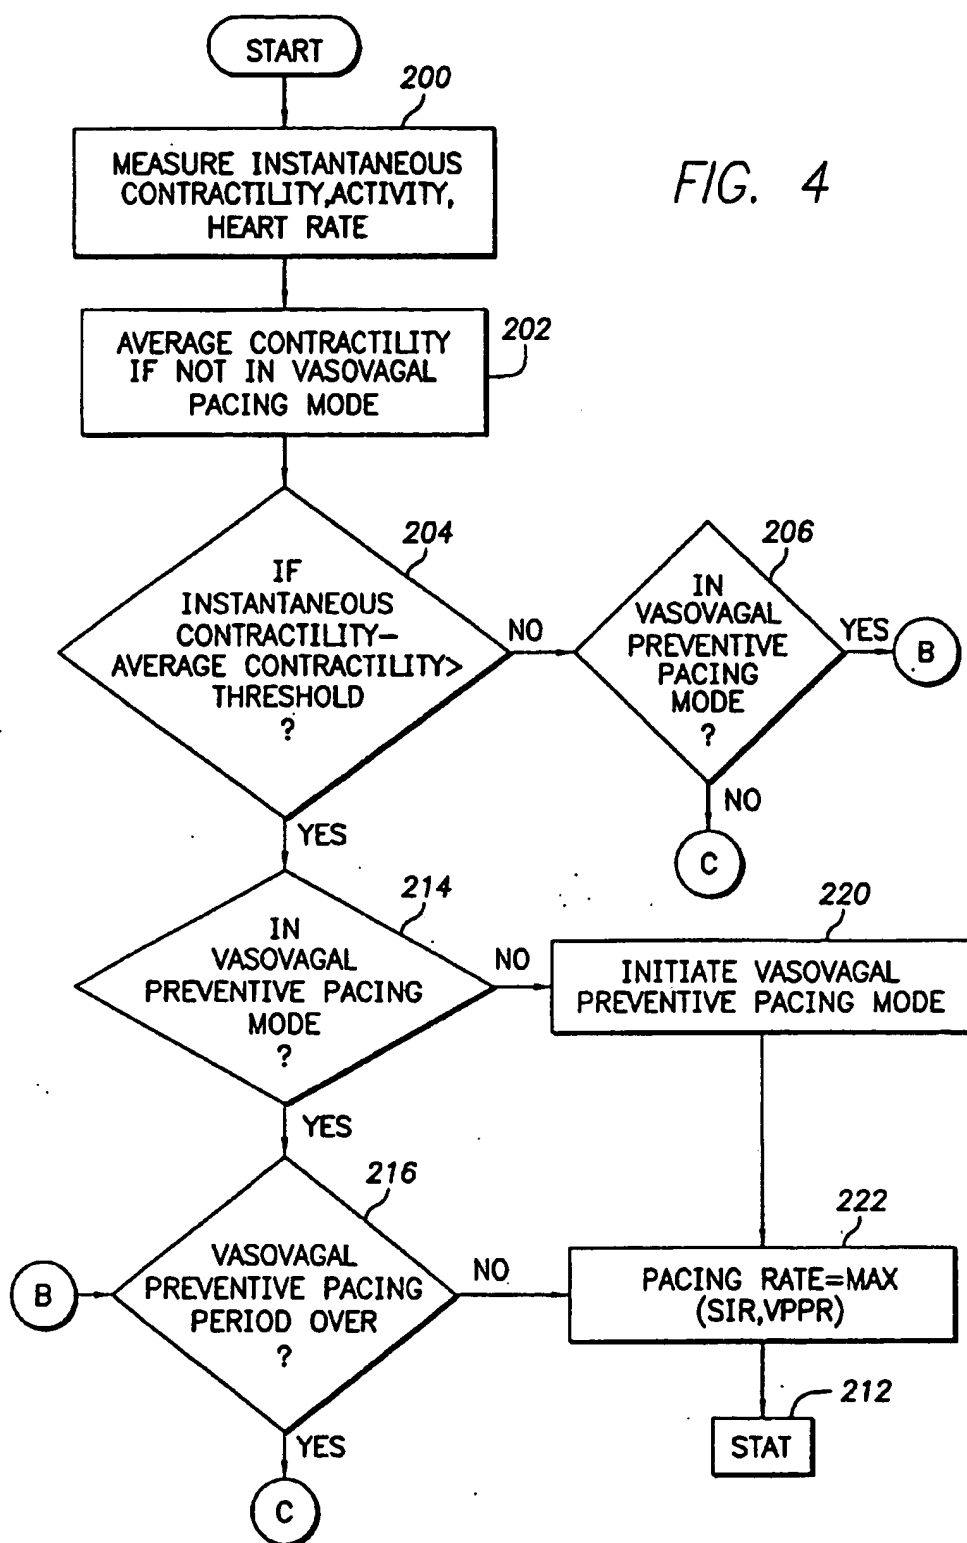 START
200
MEASURE INSTANTANEOUS
CONTRACTILITY,ACTIVITY,
HEART RATE
FIG. 4
202
AVERAGE CONTRACTILITY
IF NOT IN VASOVAGAL
PACING MODE
204
IF
INSTANTANEOUS
CONTRACTILITY-
AVERAGE CONTRACTILITY>
THRESHOLD
?
NO
206
IN
VASOVAGAL
PREVENTIVE
PACING
MODE
?
YES
B
NO
C
YES
214
IN
VASOVAGAL
PREVENTIVE PACING
MODE
?
NO
220
INITIATE VASOVAGAL
PREVENTIVE PACING MODE
YES
216
B
VASOVAGAL
PREVENTIVE PACING
PERIOD OVER
?
NO
222
PACING RATE=MAX
(SIR,VPPR)
212
STAT
YES
C